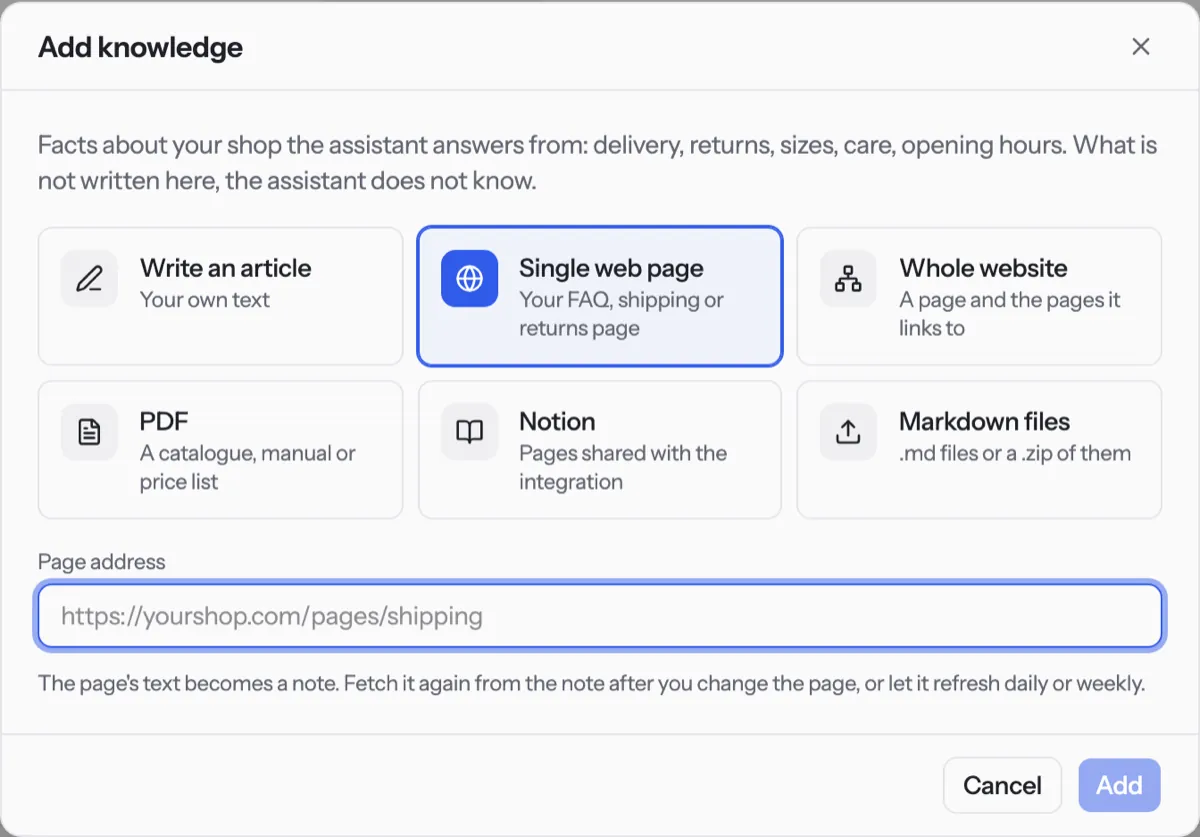 Add knowledge
Facts about your shop the assistant answers from: delivery, returns, sizes, care, opening hours. What is
not written here, the assistant does not know.
Write an article
Your own text
Single web page
Your FAQ, shipping or
returns page
Whole website
A page and the pages it
links to
PDF
A catalogue, manual or
price list
Notion
Pages shared with the
integration
Markdown files
.md files or a .zip of them
Page address
https://yourshop.com/pages/shipping
The page's text becomes a note. Fetch it again from the note after you change the page, or let it refresh daily or weekly.
Cancel
Add